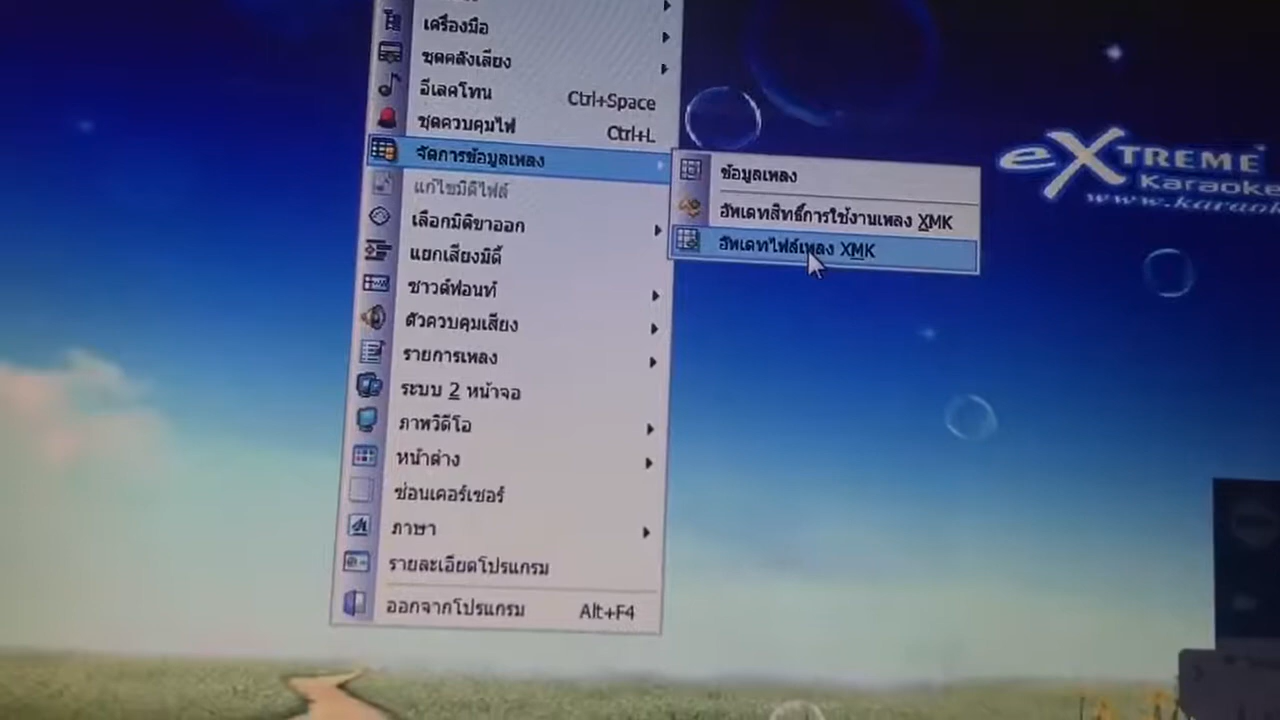 เครื่องมือ
ชุดคลังเสียง
อีเลคโทน Ctrl+Space
ชุดควบคุมไฟ Ctrl+L
จัดการข้อมูลเพลง
แก้ไขมิดีไฟล์
เลือกมิดีขาออก
แยกเสียงมิดี้
ซาวด์ฟอนท์
ตัวควบคุมเสียง
รายการเพลง
ระบบ 2 หน้าจอ
ภาพวิดีโอ
หน้าต่าง
ซ่อนเคอร์เซอร์
ภาษา
รายละเอียดโปรแกรม
ออกจากโปรแกรม Alt+F4
ข้อมูลเพลง
อัพเดทสิทธิ์การใช้งานเพลง XMK
อัพเดทไฟล์เพลง XMK
eXTREME
Karaoke